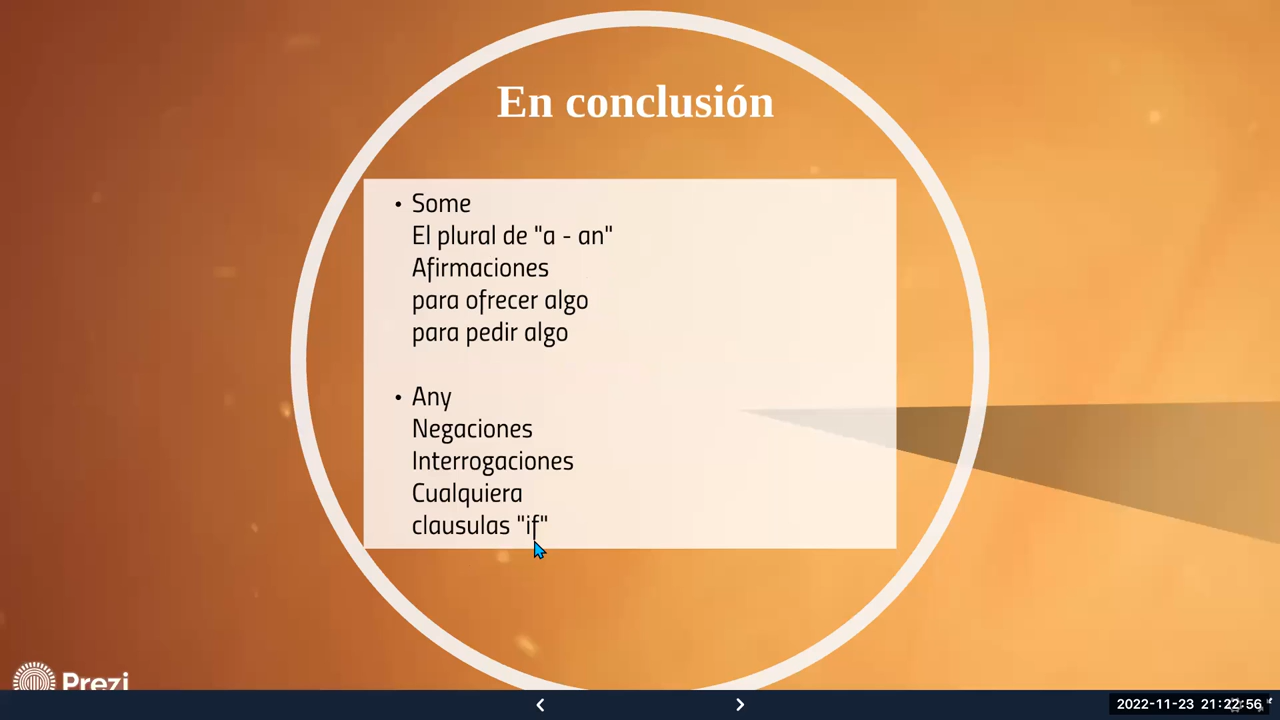 En conclusión
• Some
El plural de "a - an"
Afirmaciones
para ofrecer algo
para pedir algo
• Any
Negaciones
Interrogaciones
Cualquiera
clausulas "if"
Prezi
2022-11-23 21:22:56